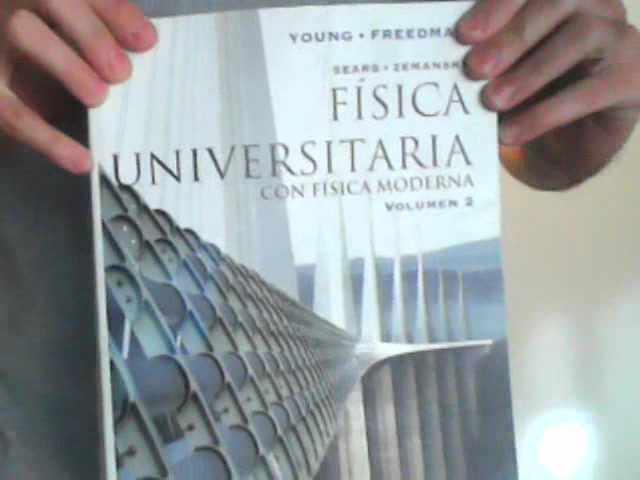 YOUNG • FREEDMA
SEARS • ZEMANSK
FÍSICA
UNIVERSITARIA
CON FÍSICA MODERNA
VOLUMEN 2